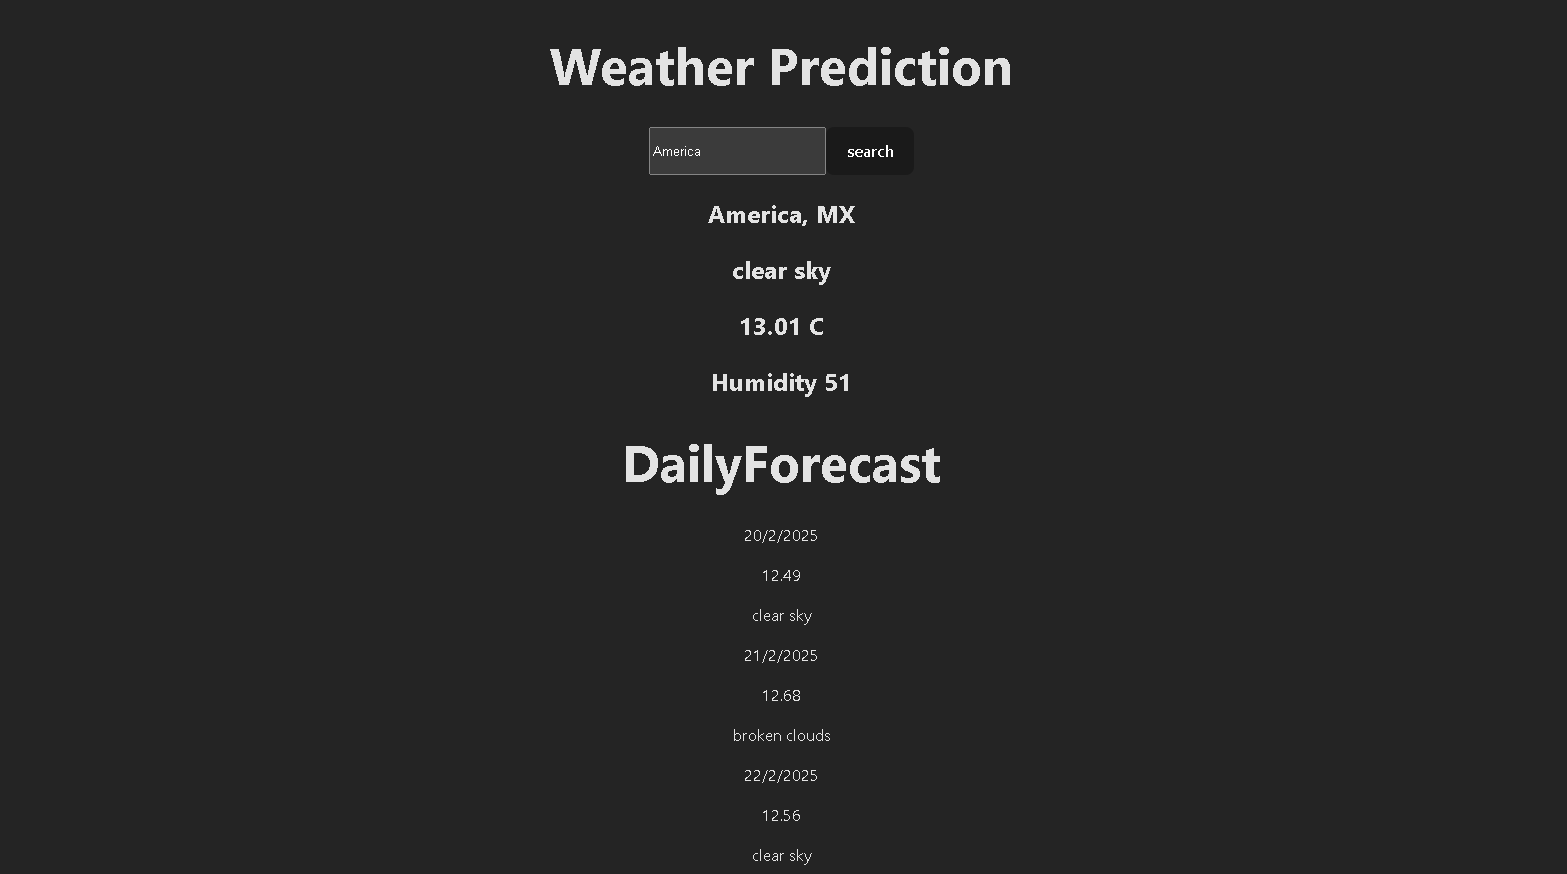 Weather Prediction
America
search
America, MX
clear sky
13.01 C
Humidity 51
DailyForecast
20/2/2025
12.49
clear sky
21/2/2025
12.68
broken clouds
22/2/2025
12.56
clear sky